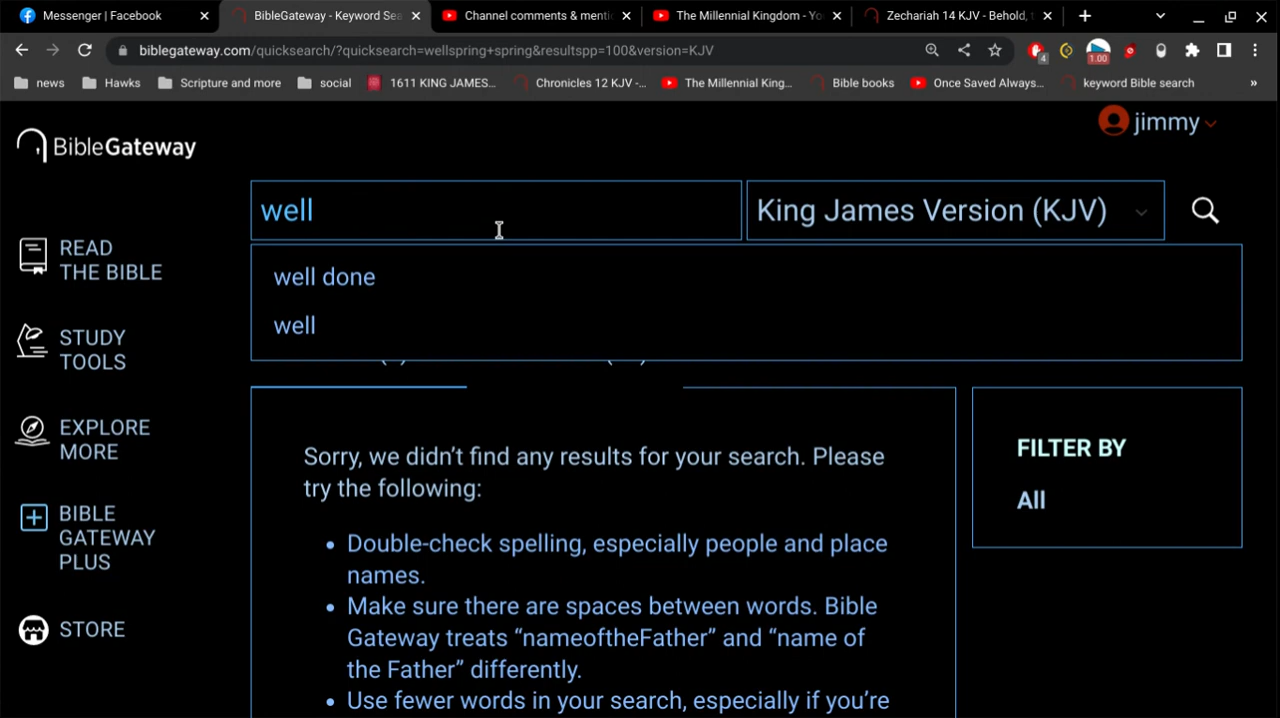 Messenger | Facebook
BibleGateway - Keyword Sea
Channel comments & menti
The Millennial Kingdom - Yo
Zechariah 14 KJV - Behold, t
biblegateway.com/quicksearch/?quicksearch=wellspring+spring&resultspp=100&version=KJV
4
1.00
news
Hawks
Scripture and more
social
1611 KING JAMES...
Chronicles 12 KJV -...
The Millennial King...
Bible books
Once Saved Always...
keyword Bible search
»
jimmy
BibleGateway
well
King James Version (KJV)
well done
well
READ
THE BIBLE
STUDY
TOOLS
EXPLORE
MORE
BIBLE
GATEWAY
PLUS
STORE
Sorry, we didn’t find any results for your search. Please
try the following:
• Double-check spelling, especially people and place
names.
• Make sure there are spaces between words. Bible
Gateway treats “nameoftheFather” and “name of
the Father” differently.
• Use fewer words in your search, especially if you’re
FILTER BY
All